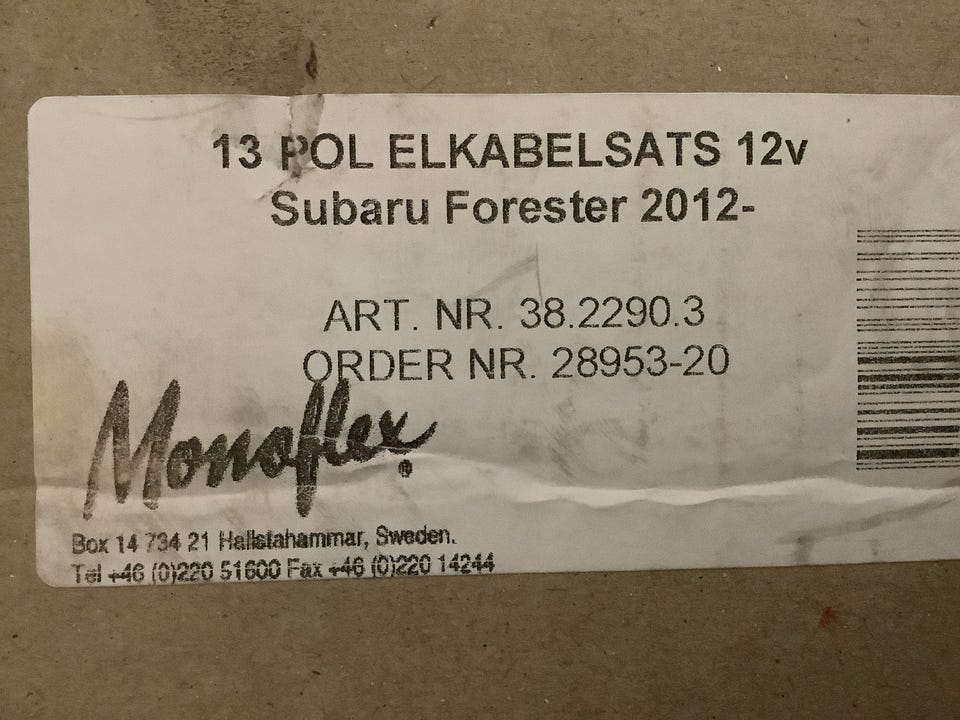 13 POL ELKABELSATS 12v
Subaru Forester 2012-
ART. NR. 38.2290.3
ORDER NR. 28953-20
Monoflex®
Box 14 734 21 Hallstahammar, Sweden.
Tel +46 (0)220 51600 Fax +46 (0)220 14244